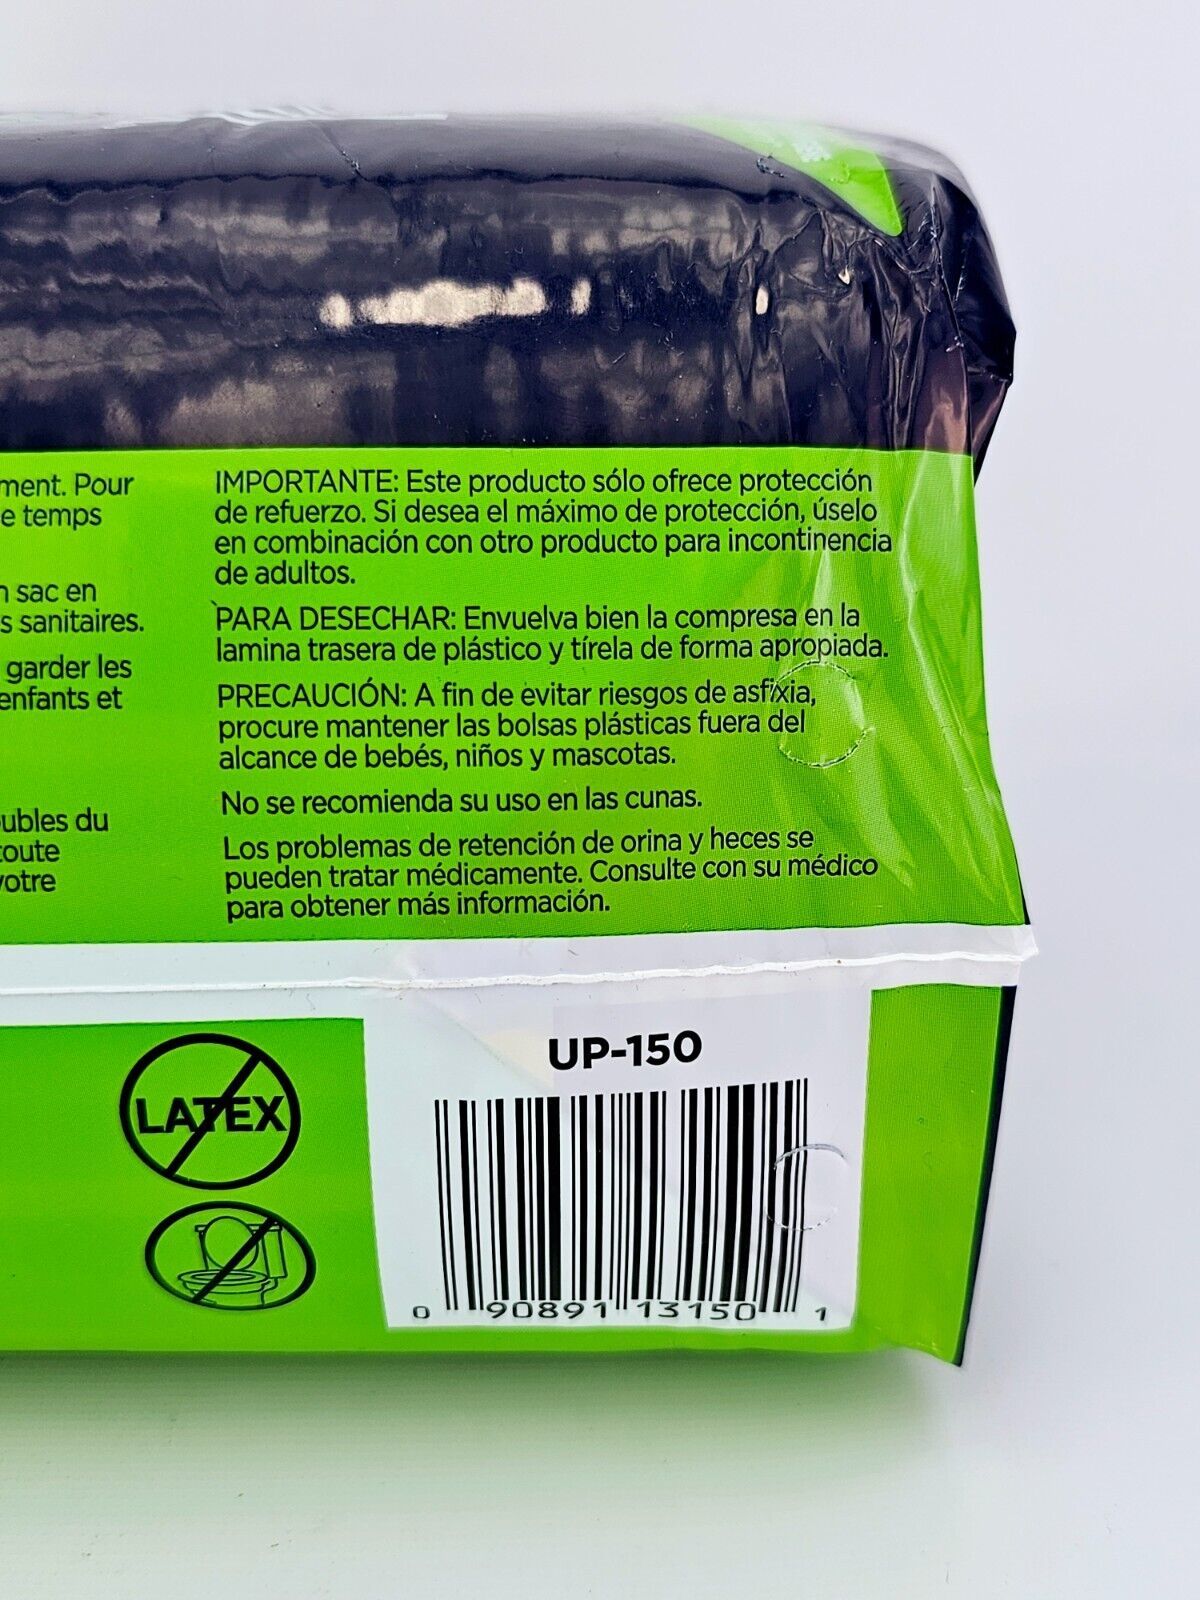 ment. Pour
e temps
n sac en
s sanitaires.
garder les
enfants et
ubles du
toute
votre
IMPORTANTE: Este producto sólo ofrece protección
de refuerzo. Si desea el máximo de protección, úselo
en combinación con otro producto para incontinencia
de adultos.
PARA DESECHAR: Envuelva bien la compresa en la
lamina trasera de plástico y tírela de forma apropiada.
PRECAUCIÓN: A fin de evitar riesgos de asfixia,
procure mantener las bolsas plásticas fuera del
alcance de bebés, niños y mascotas.
No se recomienda su uso en las cunas.
Los problemas de retención de orina y heces se
pueden tratar médicamente. Consulte con su médico
para obtener más información.
LATEX
UP-150
0 90891 13150 1